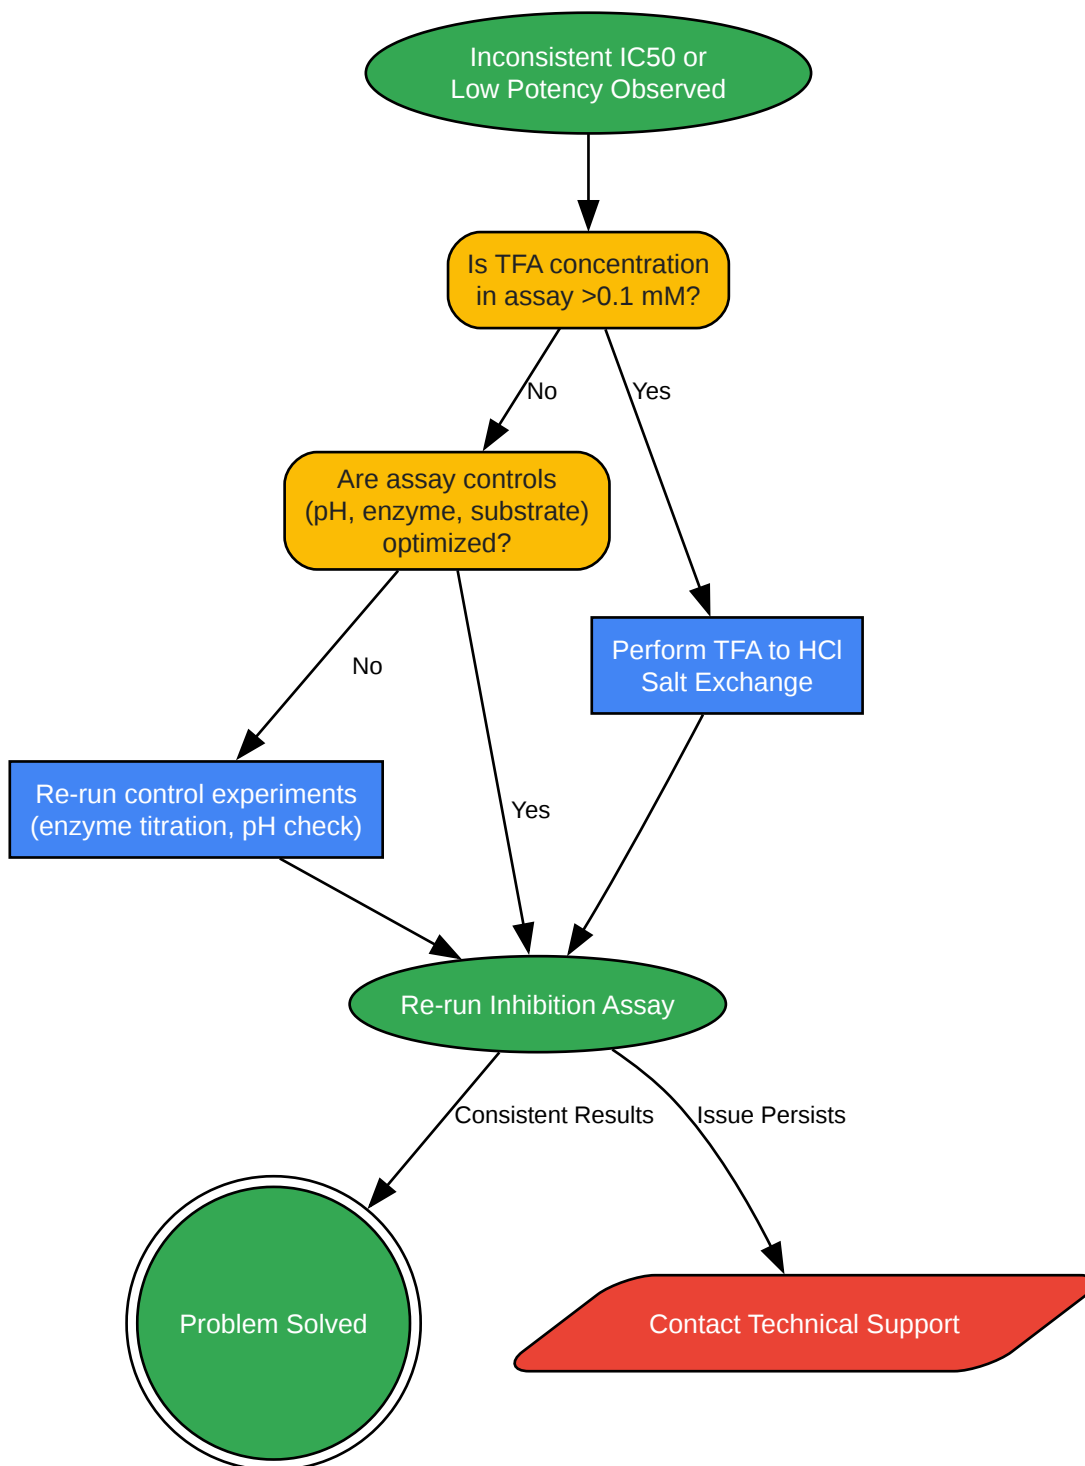 Inconsistent IC50 or
Low Potency Observed
Is TFA concentration
in assay >0.1 mM?
No
Yes
Are assay controls
(pH, enzyme, substrate)
optimized?
Perform TFA to HCl
Salt Exchange
No
Re-run control experiments
(enzyme titration, pH check)
Yes
Re-run Inhibition Assay
Consistent Results
Issue Persists
Problem Solved
Contact Technical Support